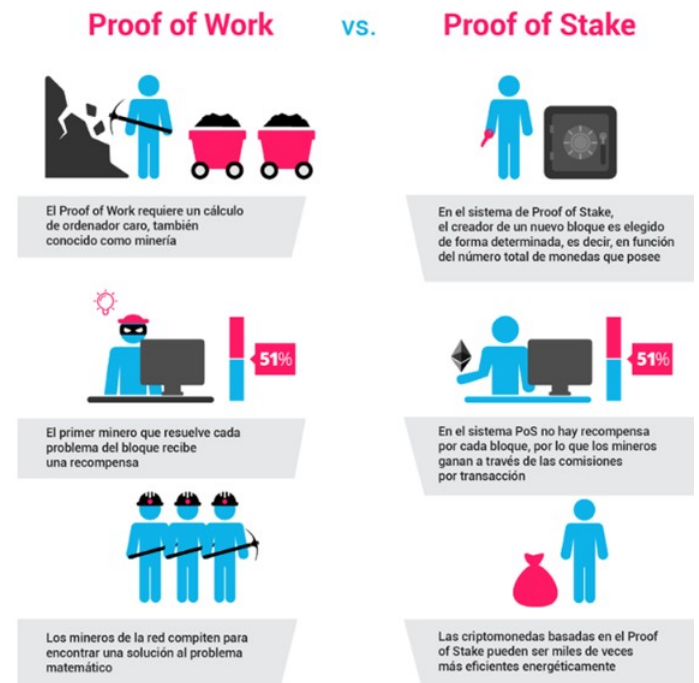 Proof of Work vs. Proof of Stake
El Proof of Work requiere un cálculo
de ordenador caro, también
conocido como minería
En el sistema de Proof of Stake,
el creador de un nuevo bloque es elegido
de forma determinada, es decir, en función
del número total de monedas que posee
51%
51%
El primer minero que resuelve cada
problema del bloque recibe
una recompensa
En el sistema PoS no hay recompensa
por cada bloque, por lo que los mineros
ganan a través de las comisiones
por transacción
Los mineros de la red compiten para
encontrar una solución al problema
matemático
Las criptomonedas basadas en el Proof
of Stake pueden ser miles de veces
más eficientes energéticamente